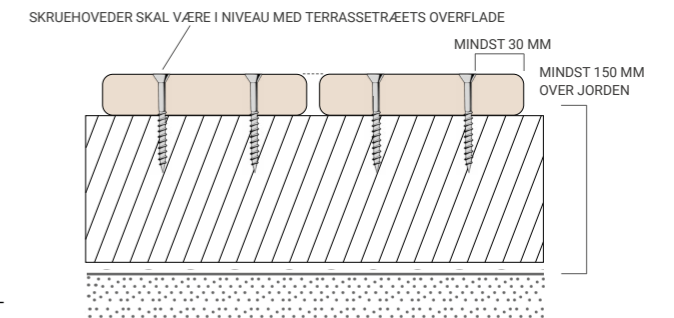 SKRUEHOVEDER SKAL VÆRE I NIVEAU MED TERRASSETRÆETS OVERFLADE
MINDST 30 MM
MINDST 150 MM
OVER JORDEN